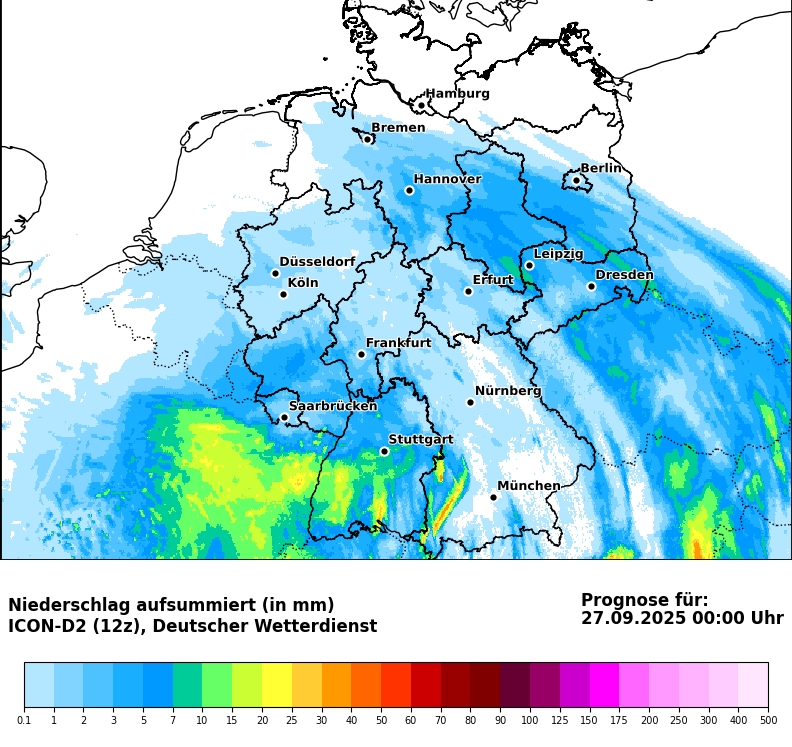 Hamburg
Bremen
Berlin
Hannover
Leipzig
Düsseldorf
Dresden
Erfurt
Köln
Frankfurt
Nürnberg
Saarbrücken
Stuttgart
München
Niederschlag aufsummiert (in mm)
ICON-D2 (12z), Deutscher Wetterdienst
Prognose für:
27.09.2025 00:00 Uhr
0.1 1 2 3 5 7 10 15 20 25 30 40 50 60 70 80 90 100 125 150 175 200 250 300 400 500